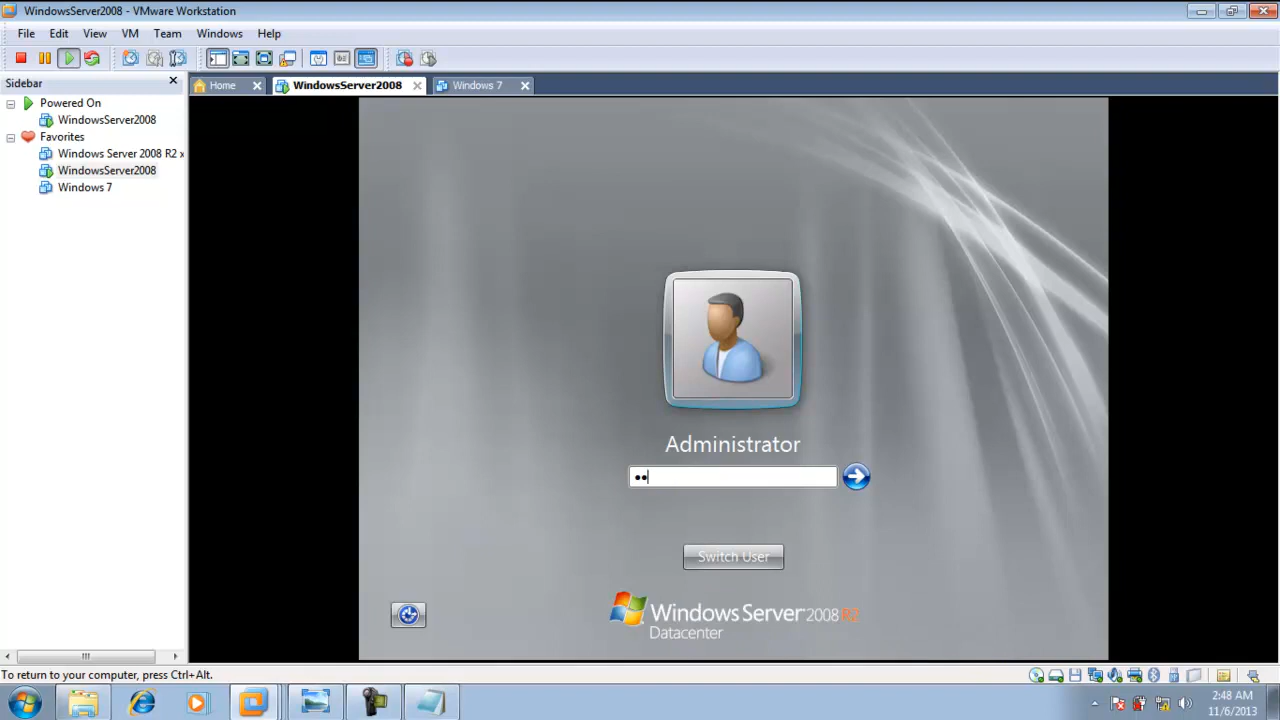 WindowsServer2008 - VMware Workstation
File Edit View VM Team Windows Help
Sidebar
Home WindowsServer2008 Windows 7
Powered On
WindowsServer2008
Favorites
Windows Server 2008 R2 x
WindowsServer2008
Windows 7
Administrator
••
Switch User
Windows Server 2008 R2
Datacenter
To return to your computer, press Ctrl+Alt.
2:48 AM
11/6/2013